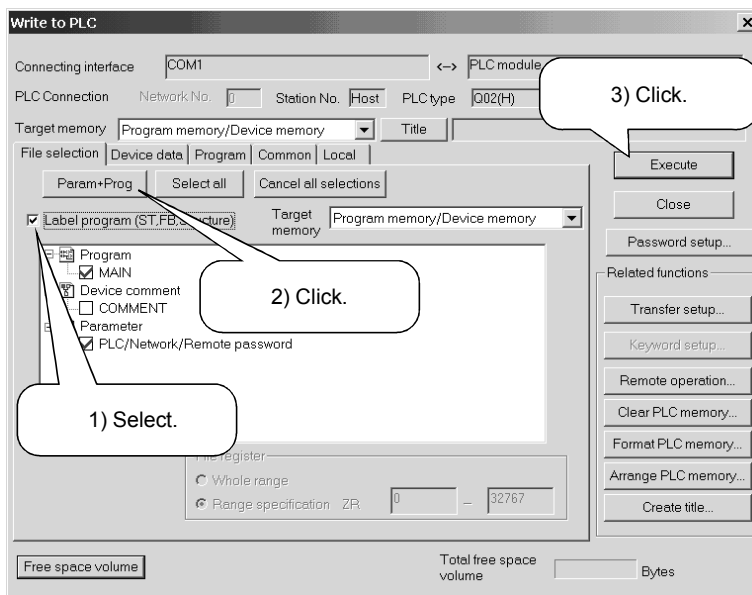 Write to PLC
Connecting interface COM1 <-> PLC module
PLC Connection Network No. 0 Station No. Host PLC type Q02(H)
3) Click.
Target memory Program memory/Device memory Title
File selection Device data Program Common Local
Execute
Param+Prog Select all Cancel all selections
Close
Label program (ST,FB,Structure) Target memory Program memory/Device memory
Password setup...
Program
MAIN
Device comment
COMMENT
Parameter
PLC/Network/Remote password
2) Click.
1) Select.
Related functions
Transfer setup...
Keyword setup...
Remote operation...
Clear PLC memory...
Format PLC memory...
Arrange PLC memory...
Create title...
File register
Whole range
Range specification ZR 0 – 32767
Free space volume
Total free space volume Bytes